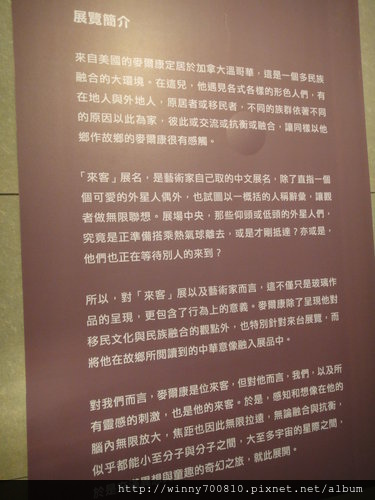 展覽簡介
來自美國的麥爾康定居於加拿大溫哥華，這是一個多民族
融合的大環境。在這兒，他遇見各式各樣的形色人們，有
在地人與外地人，原居者或移民者，不同的族群依著不同
的原因以此為家，彼此或交流或抗衡或融合，讓同樣以他
鄉作故鄉的麥爾康很有感觸。
「來客」展名，是藝術家自己取的中文展名，除了直指一個
個可愛的外星人偶外，也試圖以一概括的人稱辭彙，讓觀
者做無限聯想。展場中央，那些仰頭或低頭的外星人們，
究竟是正準備搭乘熱氣球離去，或是才剛抵達？亦或是，
他們也正在等待別人的來到？
所以，對「來客」展以及藝術家而言，這不僅只是玻璃作
品的呈現，更包含了行為上的意義。麥爾康除了呈現他對
移民文化與民族融合的觀點外，也特別針對來台展覽，而
將他在故鄉所閱讀到的中華意像融入展品中。
對我們而言，麥爾康是位來客，但對他而言，我們，以及所
有靈感的刺激，也是他的來客。於是，感知和想像在他的
腦內無限放大，焦距也因此無限拉遠，無論融合與抗衡，
似乎都能小至分子與分子之間，大至多宇宙的星際之間，
思想與童趣的奇幻之旅，就此展開。
http://winny700810.pixnet.net/album